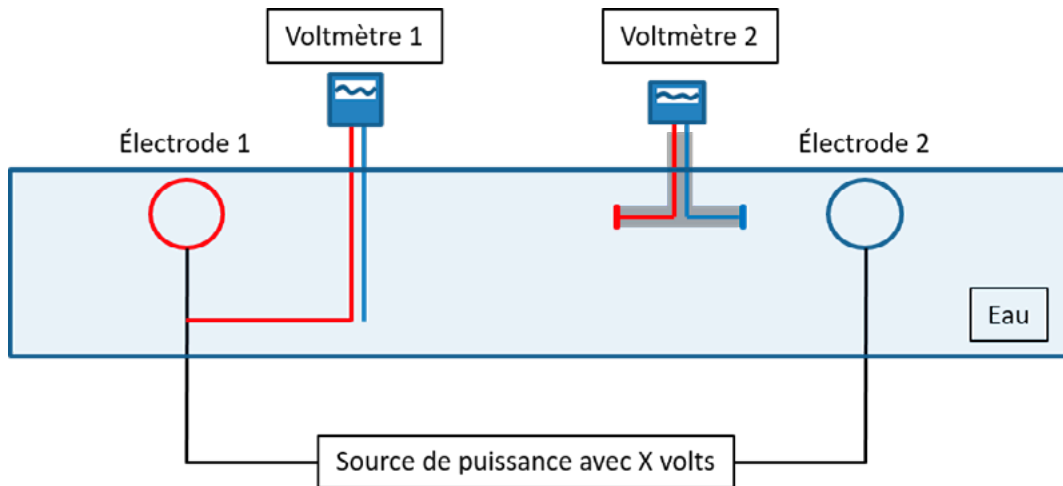 Voltmètre 1
Voltmètre 2
Électrode 1
Électrode 2
Eau
Source de puissance avec X volts